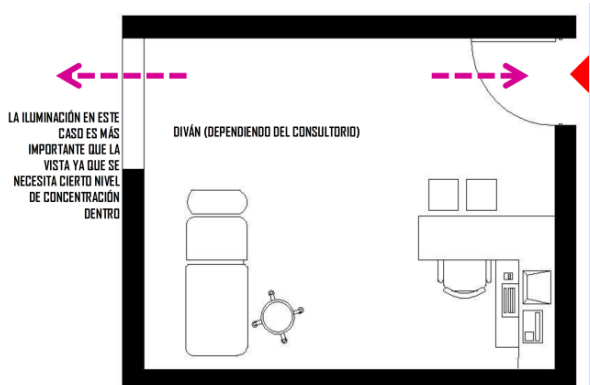 LA ILUMINACIÓN EN ESTE
CASO ES MÁS
IMPORTANTE QUE LA
VISTA YA QUE SE
NECESITA CIERTO NIVEL
DE CONCENTRACIÓN
DENTRO
DIVÁN (DEPENDIENDO DEL CONSULTORIO)